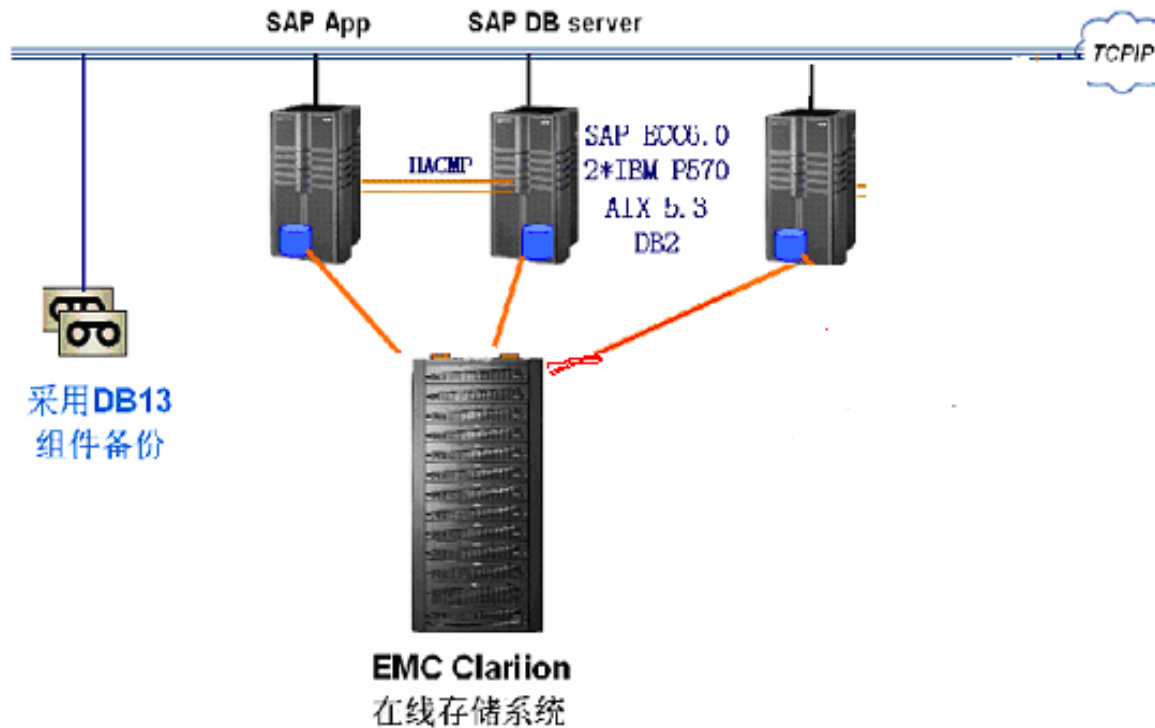 SAP App
SAP DB server
TCPIP
HACMP
SAP ECC6.0
2*IBM P570
AIX 5.3
DB2
采用DB13
组件备份
EMC Clariion
在线存储系统